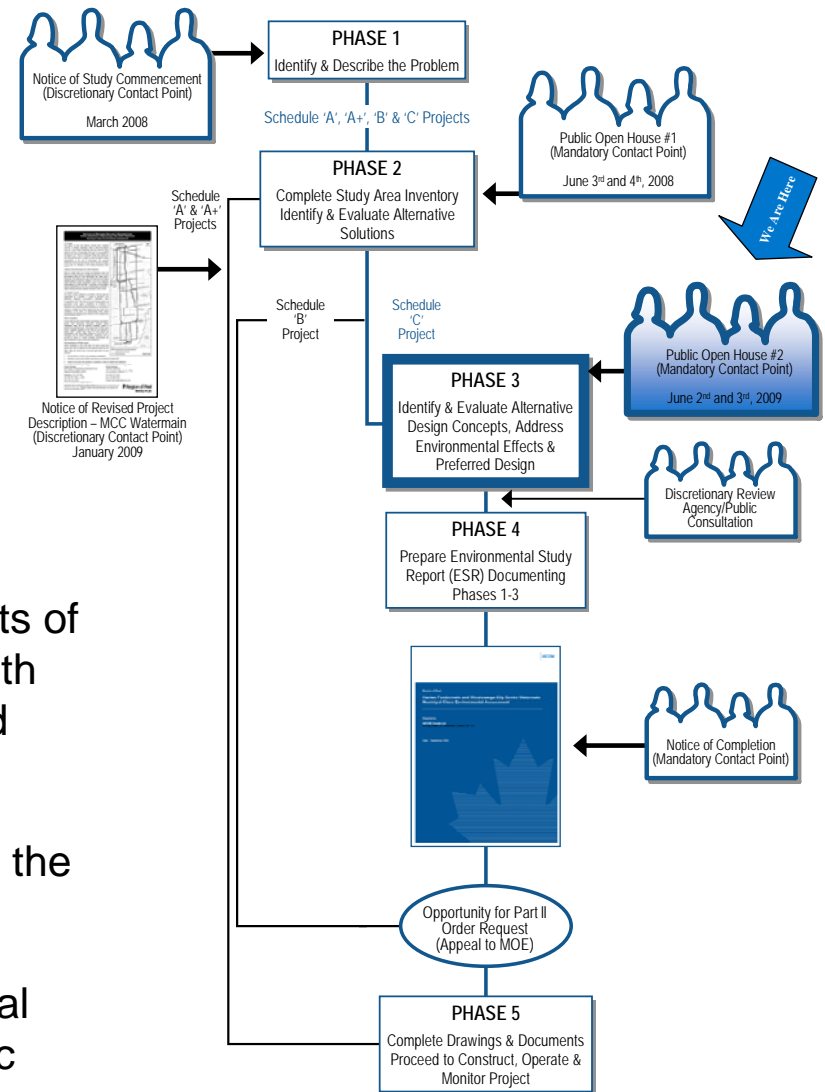 PHASE 1
Identify & Describe the Problem
Notice of Study Commencement
(Discretionary Contact Point)
March 2008
Schedule ‘A’, ‘A+’, ‘B’ & ‘C’ Projects
Public Open House #1
(Mandatory Contact Point)
June 3rd and 4th, 2008
PHASE 2
Complete Study Area Inventory
Identify & Evaluate Alternative
Solutions
Schedule
‘A’ & ‘A+’
Projects
We Are Here
Notice of Revised Project
Description – MCC Watermain
(Discretionary Contact Point)
January 2009
Schedule
‘B’
Project
Schedule
‘C’
Project
Public Open House #2
(Mandatory Contact Point)
June 2nd and 3rd, 2009
PHASE 3
Identify & Evaluate Alternative
Design Concepts, Address
Environmental Effects &
Preferred Design
Discretionary Review
Agency/Public
Consultation
PHASE 4
Prepare Environmental Study
Report (ESR) Documenting
Phases 1-3
ts of
th
d
the
al
c
Notice of Completion
(Mandatory Contact Point)
Opportunity for Part II
Order Request
(Appeal to MOE)
PHASE 5
Complete Drawings & Documents
Proceed to Construct, Operate &
Monitor Project